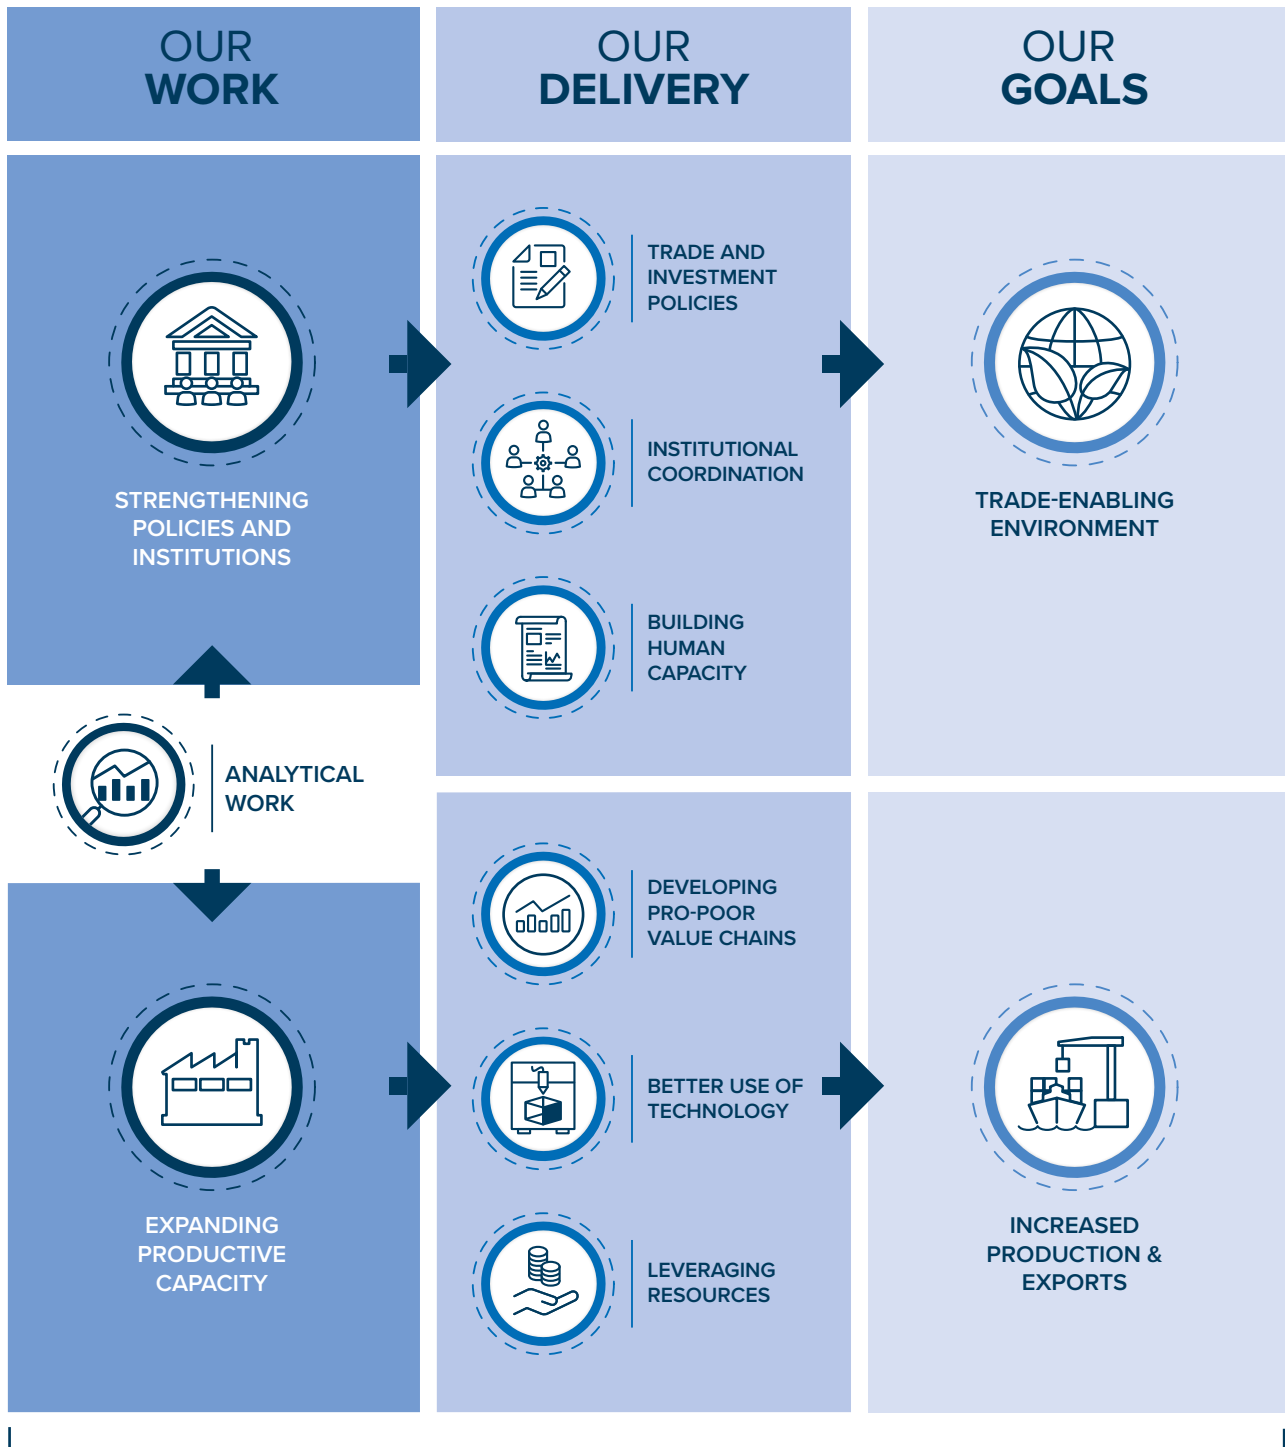 OUR
WORK
OUR
DELIVERY
OUR
GOALS
STRENGTHENING
POLICIES AND
INSTITUTIONS
TRADE AND
INVESTMENT
POLICIES
INSTITUTIONAL
COORDINATION
BUILDING
HUMAN
CAPACITY
TRADE-ENABLING
ENVIRONMENT
ANALYTICAL
WORK
EXPANDING
PRODUCTIVE
CAPACITY
DEVELOPING
PRO-POOR
VALUE CHAINS
BETTER USE OF
TECHNOLOGY
LEVERAGING
RESOURCES
INCREASED
PRODUCTION &
EXPORTS